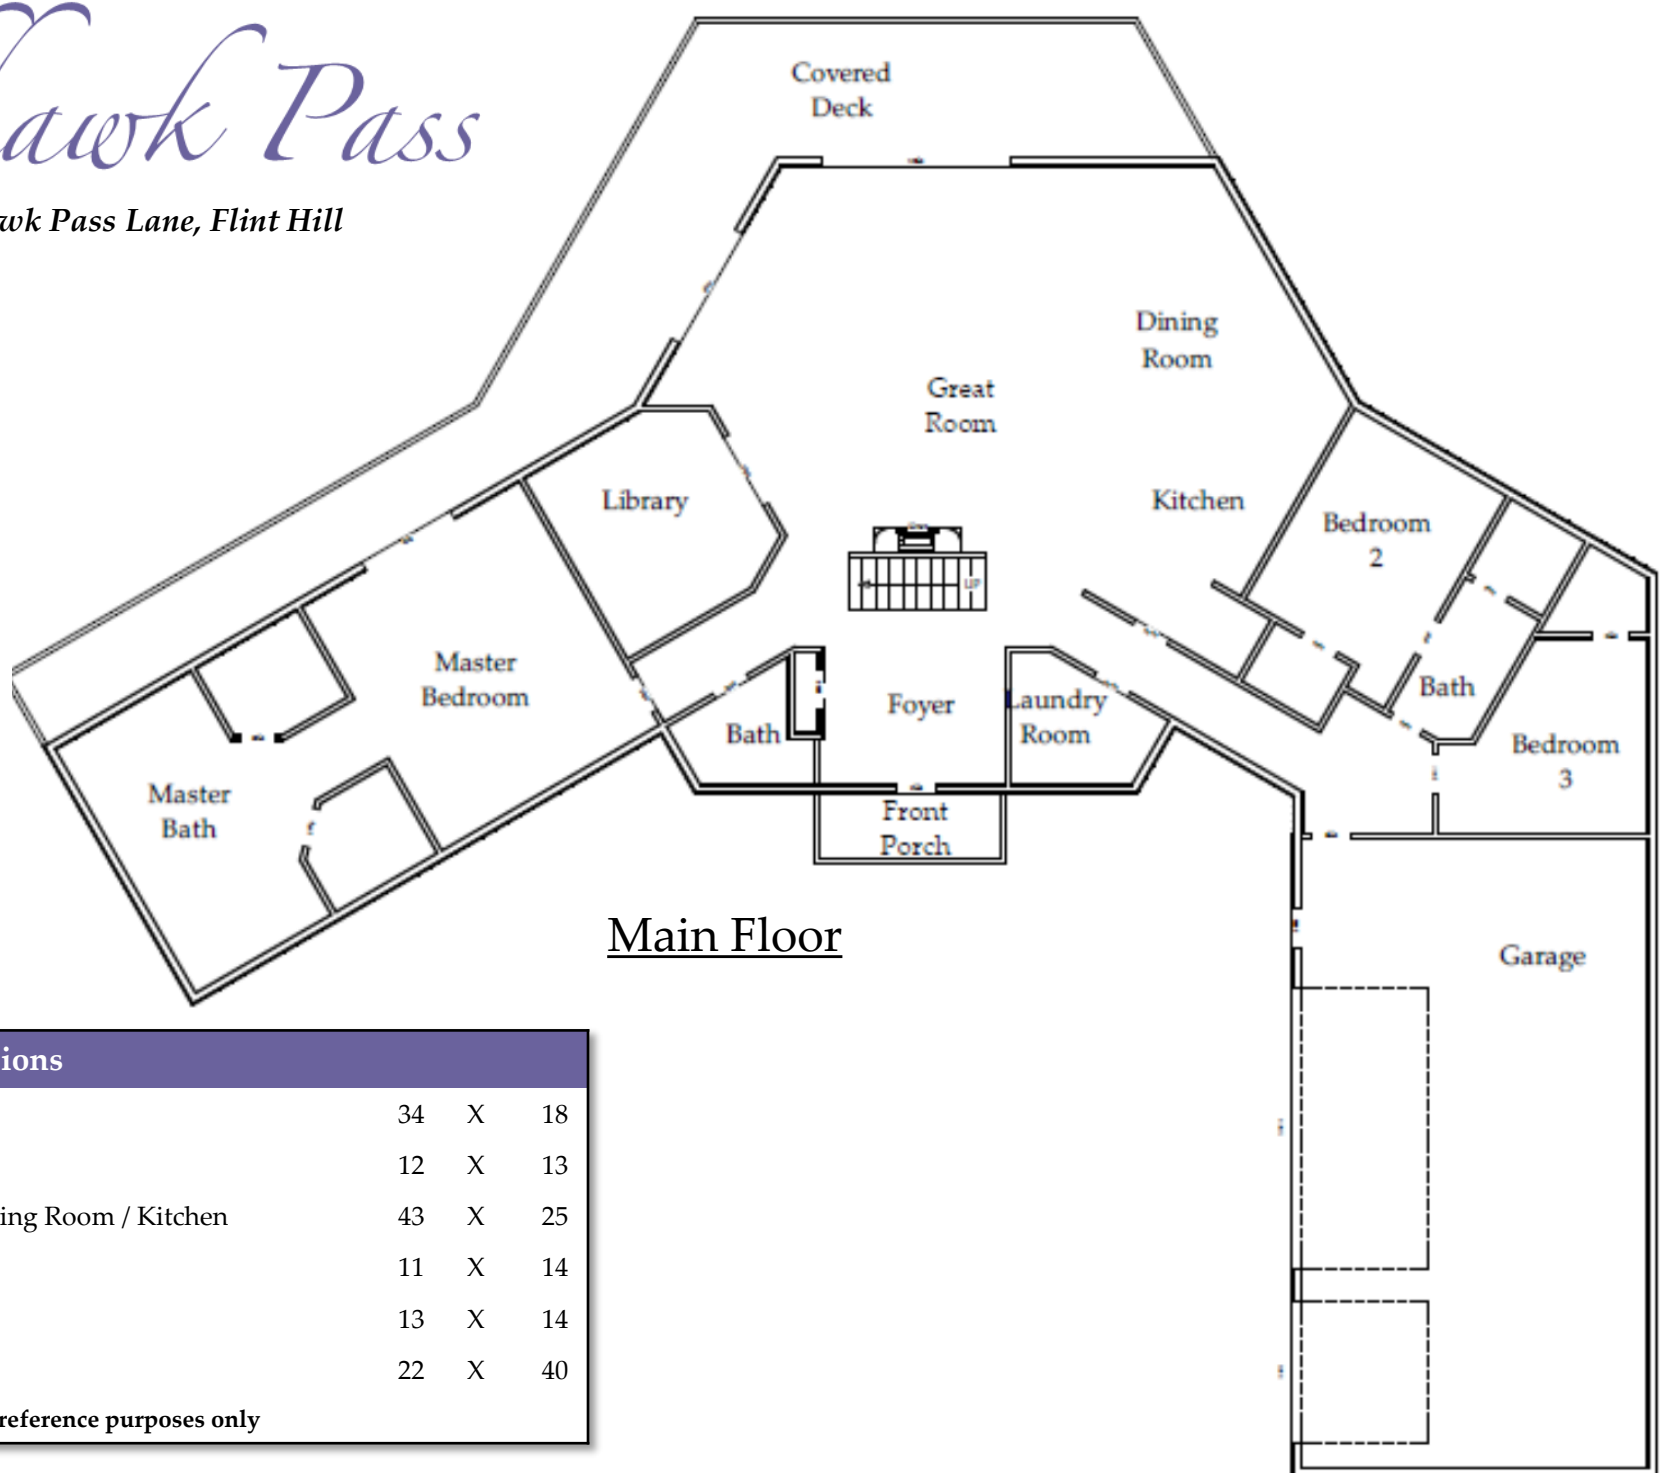 Hawk Pass
wk Pass Lane, Flint Hill
Covered
Deck
Dining
Room
Great
Room
Library
Kitchen
Bedroom
2
UP
Master
Bedroom
Foyer
Laundry
Room
Bath
Bath
Bedroom
3
Master
Bath
Front
Porch
Main Floor
Garage
ions
34 X 18
12 X 13
ing Room / Kitchen 43 X 25
11 X 14
13 X 14
22 X 40
reference purposes only